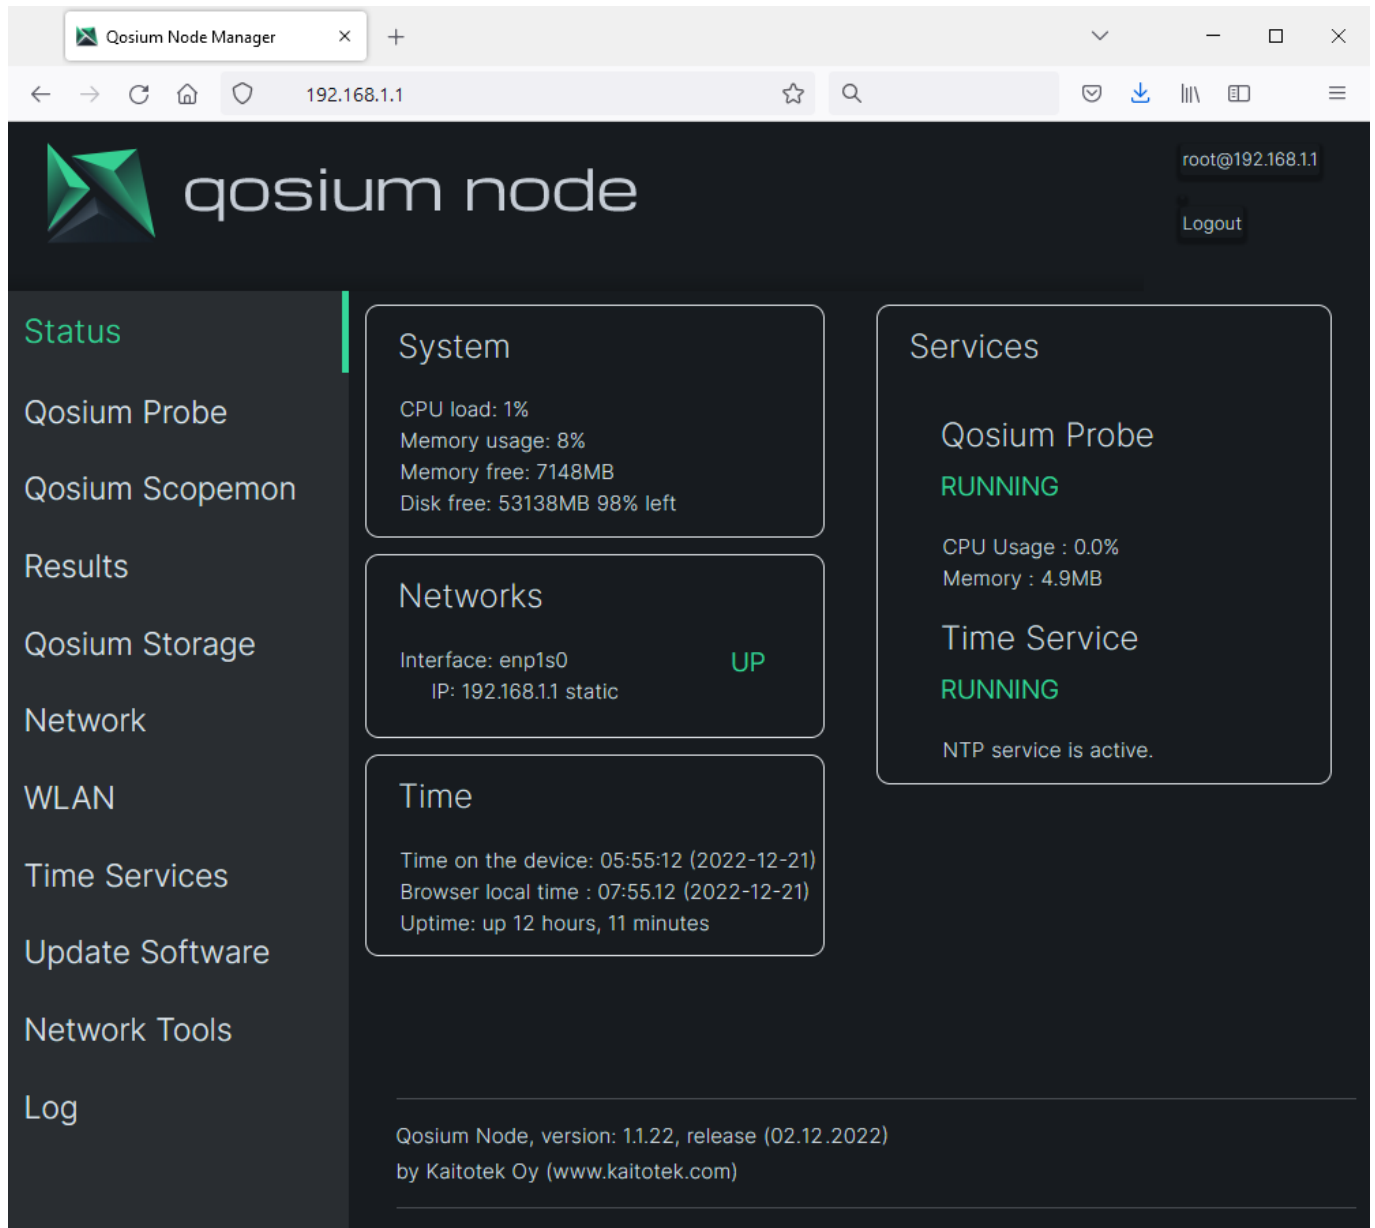 Qosium Node Manager
192.168.1.1
qosium node
root@192.168.1.1
Logout
Status
Qosium Probe
Qosium Scopemon
Results
Qosium Storage
Network
WLAN
Time Services
Update Software
Network Tools
Log
System
CPU load: 1%
Memory usage: 8%
Memory free: 7148MB
Disk free: 53138MB 98% left
Networks
Interface: enp1s0 UP
IP: 192.168.1.1 static
Time
Time on the device: 05:55:12 (2022-12-21)
Browser local time : 07:55.12 (2022-12-21)
Uptime: up 12 hours, 11 minutes
Services
Qosium Probe
RUNNING
CPU Usage : 0.0%
Memory : 4.9MB
Time Service
RUNNING
NTP service is active.
Qosium Node, version: 1.1.22, release (02.12.2022)
by Kaitotek Oy (www.kaitotek.com)